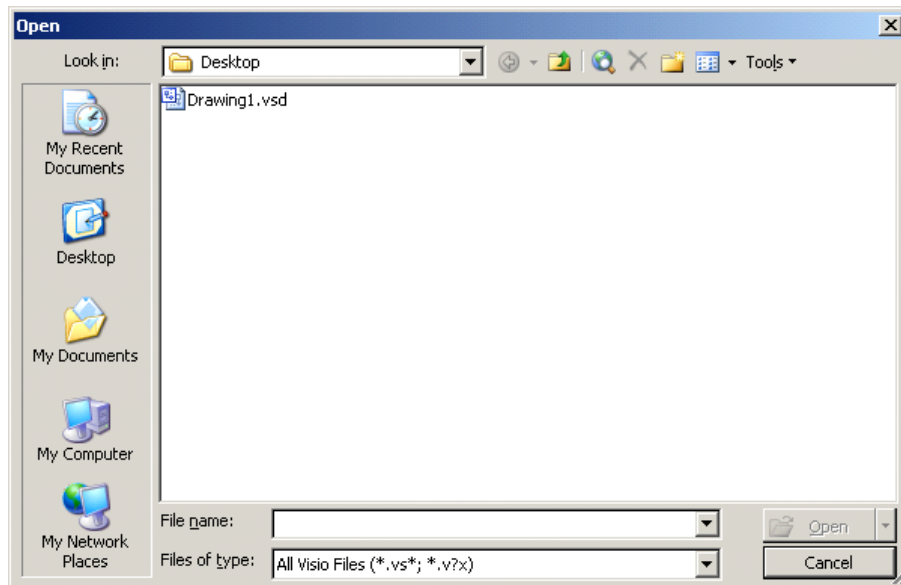 Open
Look in:
Desktop
Tools
Drawing1.vsd
My Recent
Documents
Desktop
My Documents
My Computer
My Network
Places
File name:
Open
Files of type:
All Visio Files (*.vs*; *.v?x)
Cancel